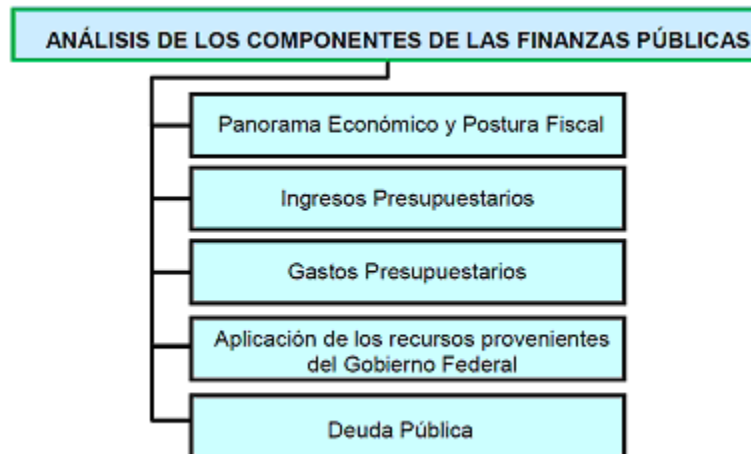 ANÁLISIS DE LOS COMPONENTES DE LAS FINANZAS PÚBLICAS
Panorama Económico y Postura Fiscal
Ingresos Presupuestarios
Gastos Presupuestarios
Aplicación de los recursos provenientes
del Gobierno Federal
Deuda Pública